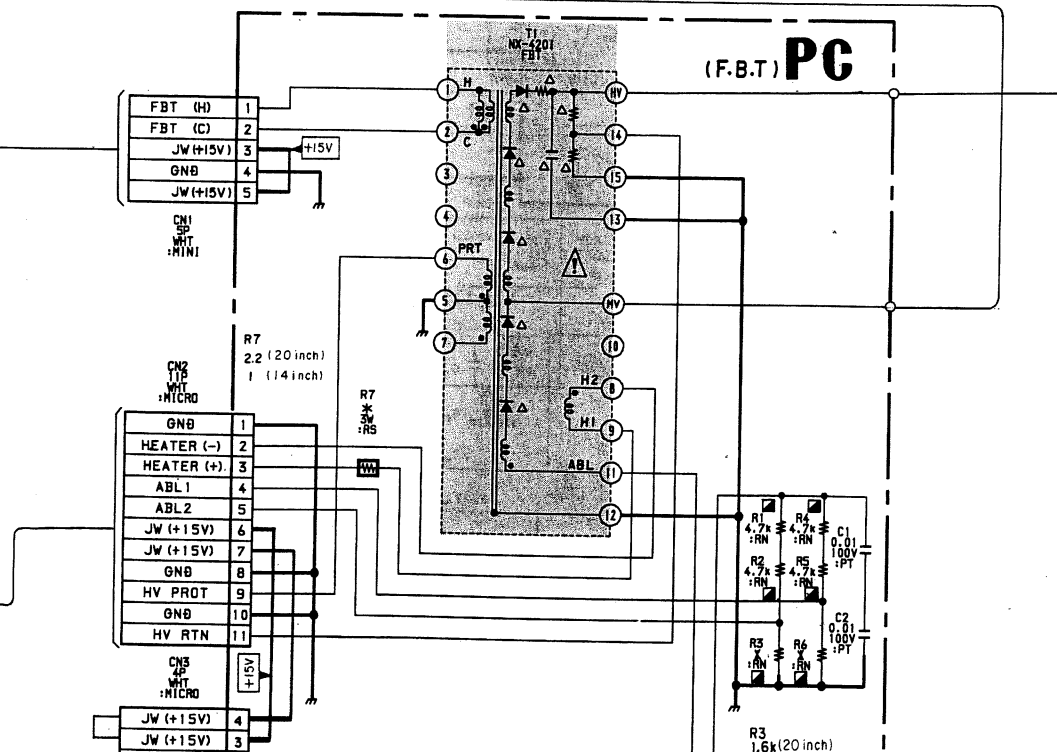 T1
NX-4201
FBT
(F.B.T) PC
1 H
HV
FBT (H) 1
FBT (C) 2
JW(+15V) 3
GND 4
JW(+15V) 5
+15V
2 C
14
3
15
4
13
CN1
5P
WHT
:MINI
6 PRT
5
MV
7
10
R7
2.2 (20 inch)
1 (14 inch)
CN2
11P
WHT
:MICRO
R7
*
3W
:RS
H2 8
H1 9
ABL 11
12
GND 1
HEATER (-) 2
HEATER (+). 3
ABL1 4
ABL2 5
JW (+15V) 6
JW (+15V) 7
GND 8
HV PROT 9
GND 10
HV RTN 11
R1
4.7k
:RN
R4
4.7k
:RN
C1
0.01
100V
:PT
R2
4.7k
:RN
R5
4.7k
:RN
C2
0.01
100V
:PT
R3
*
:RN
R6
*
:RN
CN3
4P
WHT
:MICRO
+15V
JW (+15V) 4
JW (+15V) 3
R3
1.6k(20 inch)